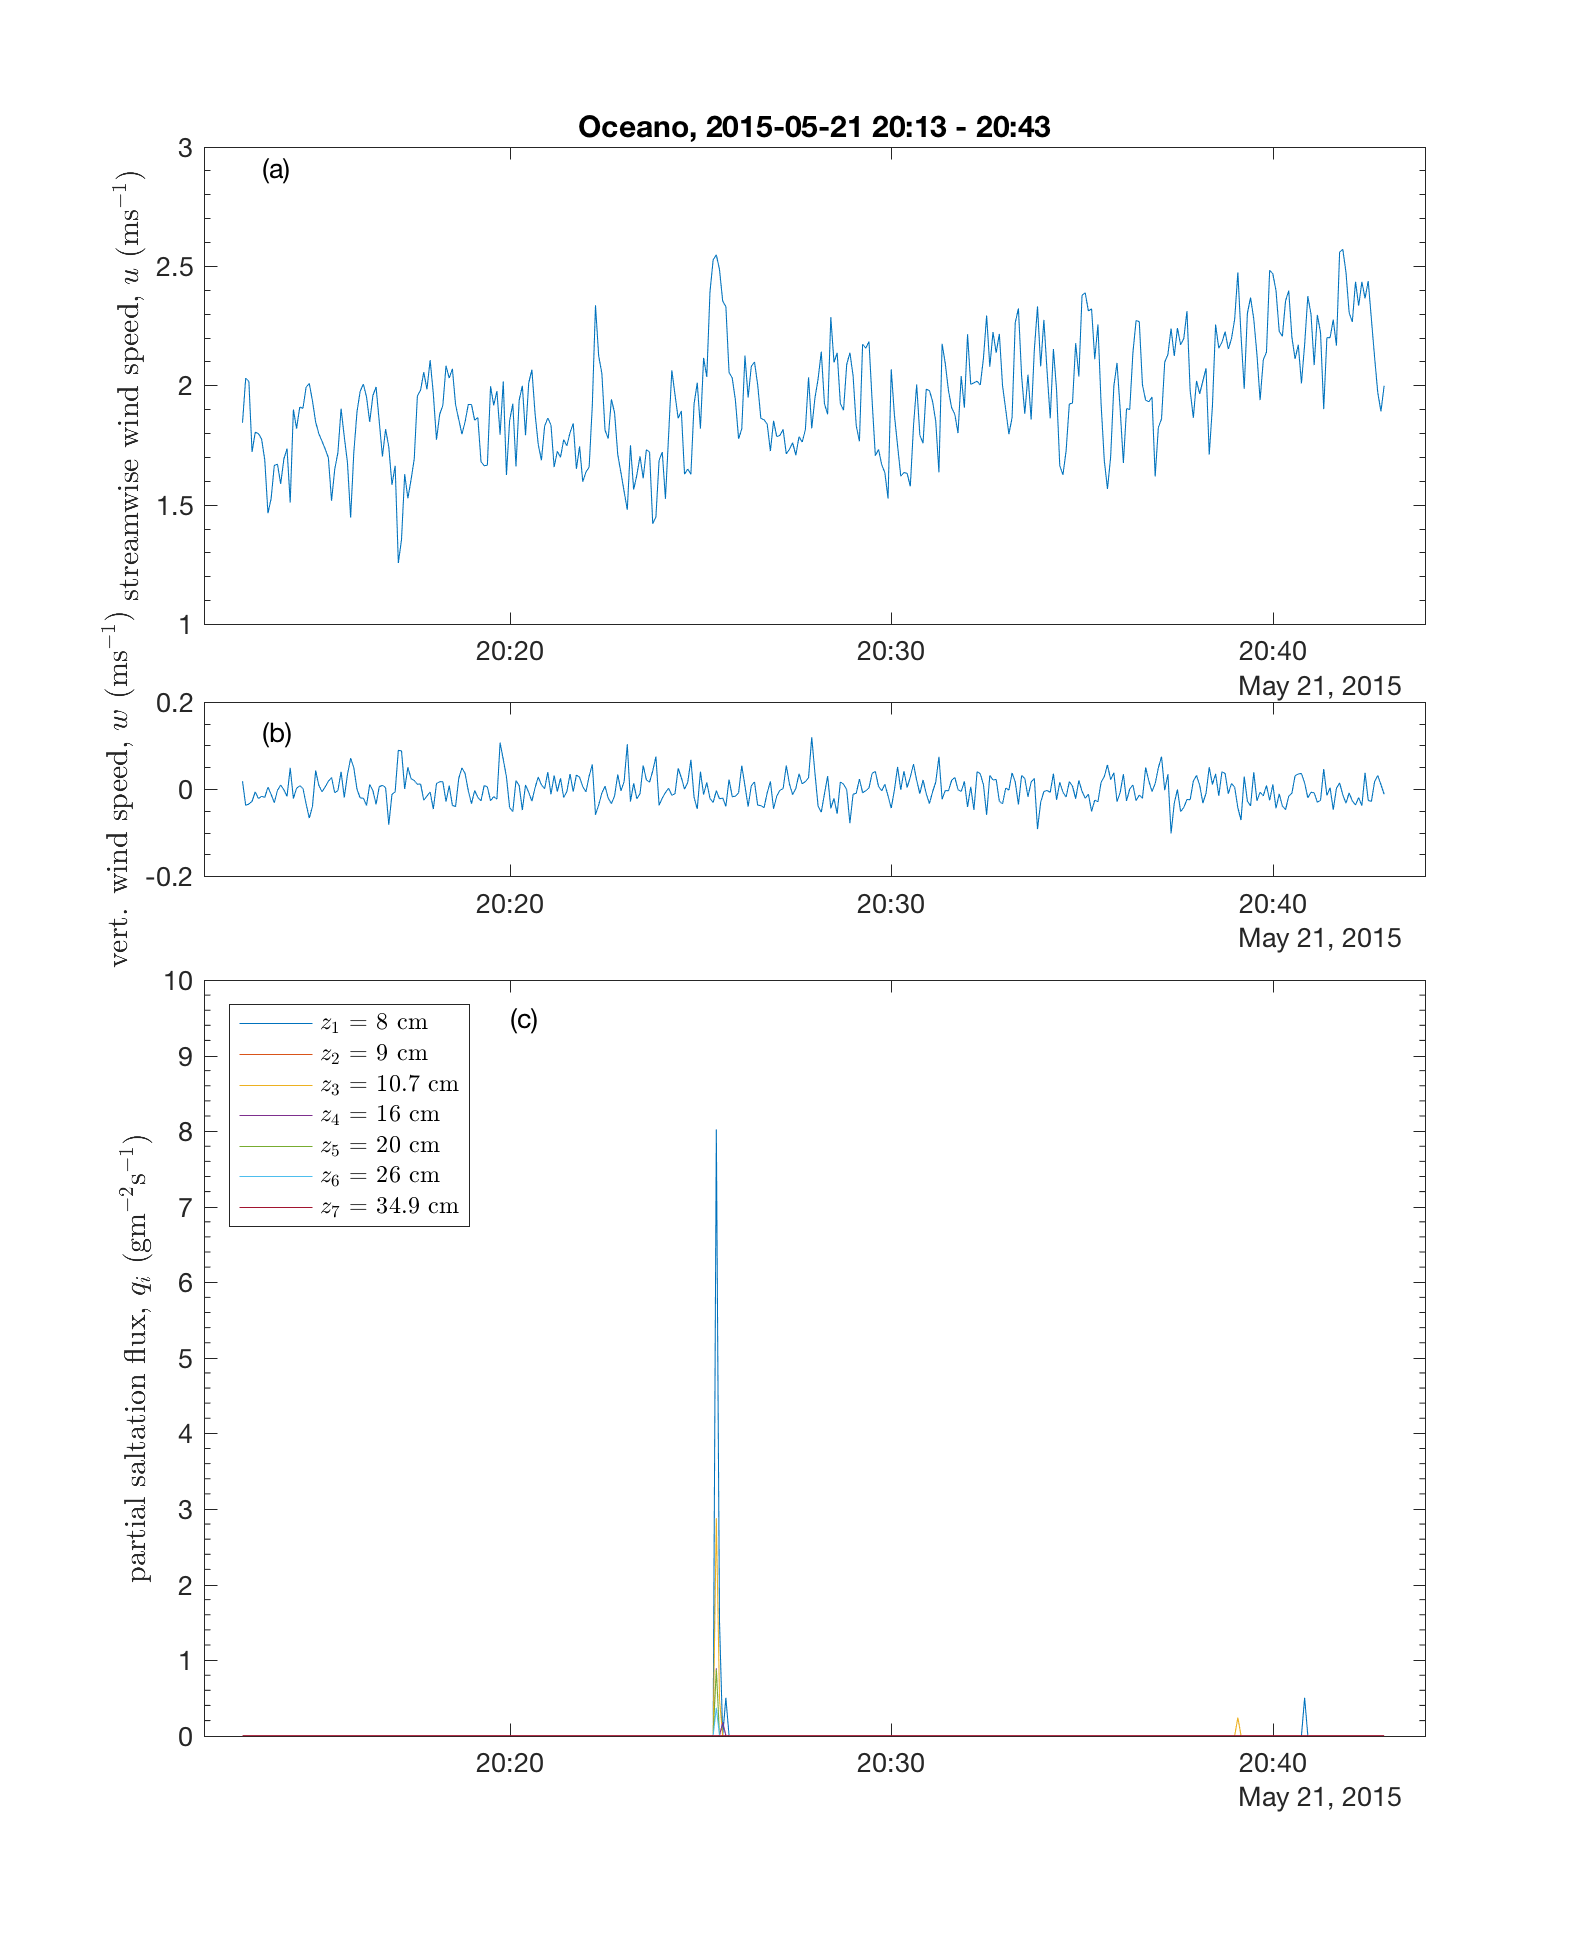 Oceano, 2015-05-21 20:13 - 20:43
streamwise wind speed, u (ms⁻¹)
(a)
3
2.5
2
1.5
1
20:20 20:30 20:40
May 21, 2015
vert. wind speed, w (ms⁻¹)
(b)
0.2
0
-0.2
20:20 20:30 20:40
May 21, 2015
partial saltation flux, qᵢ (gm⁻²s⁻¹)
(c)
10
9
8
7
6
5
4
3
2
1
0
z₁ = 8 cm
z₂ = 9 cm
z₃ = 10.7 cm
z₄ = 16 cm
z₅ = 20 cm
z₆ = 26 cm
z₇ = 34.9 cm
20:20 20:30 20:40
May 21, 2015